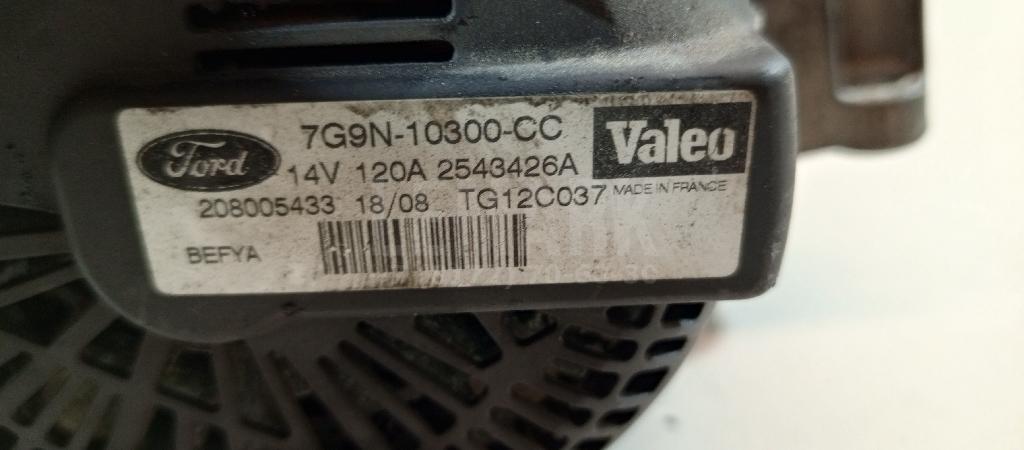 7G9N-10300-CC
Ford
Valeo
14V 120A 2543426A
MADE IN FRANCE
208005433 18/08 TG12C037
BEFYA